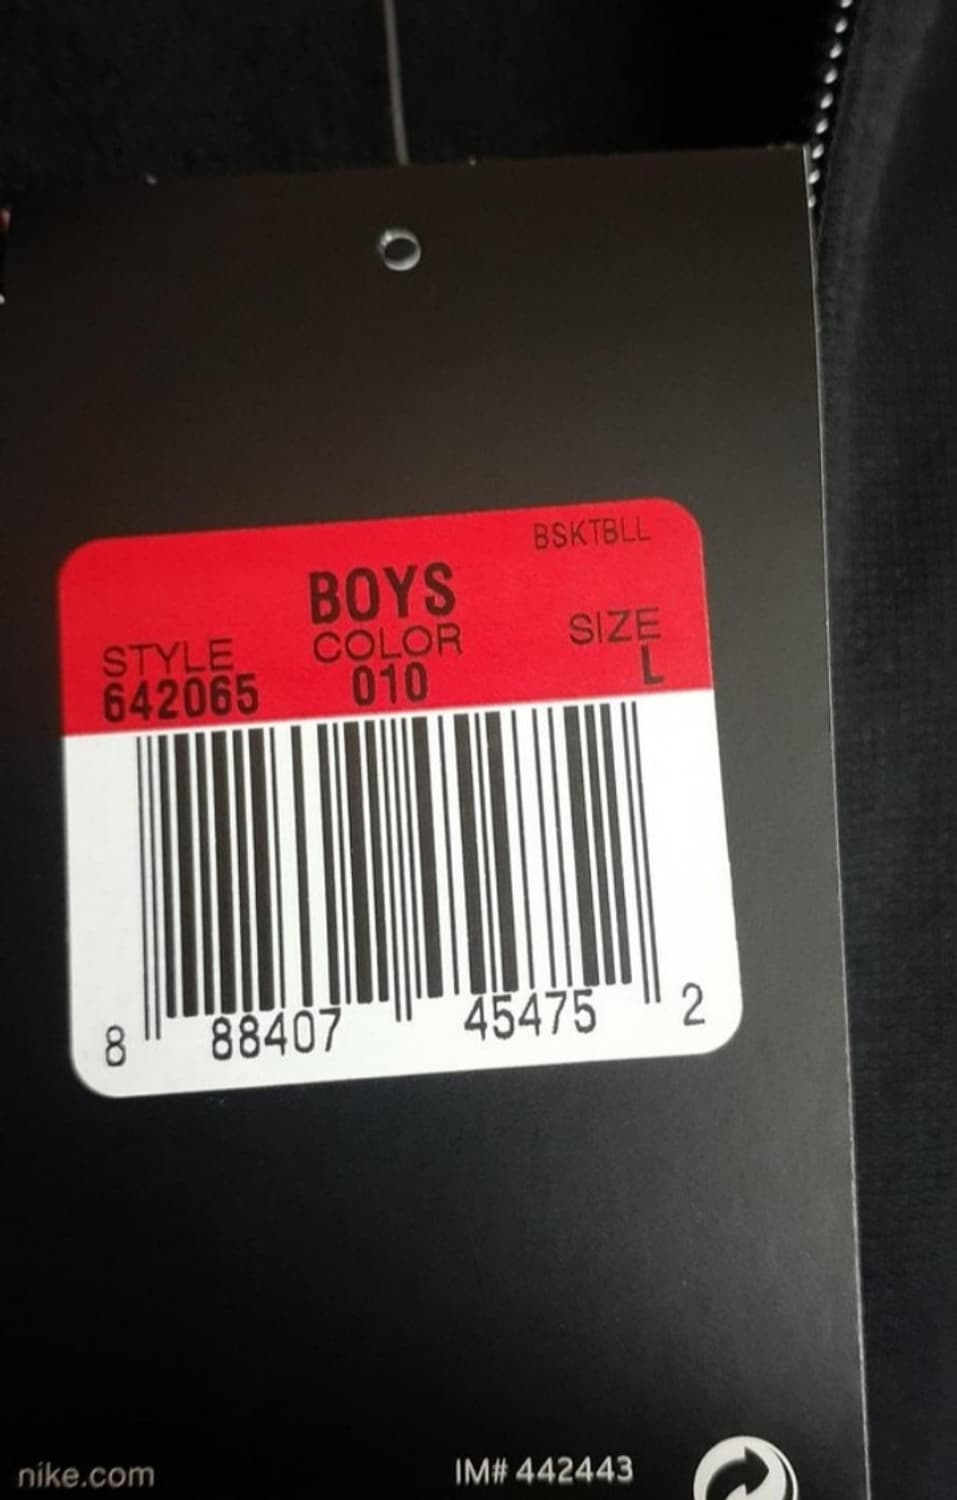 BSKTBLL
BOYS
STYLE COLOR SIZE
642065 010 L
8 88407 45475 2
nike.com IM# 442443